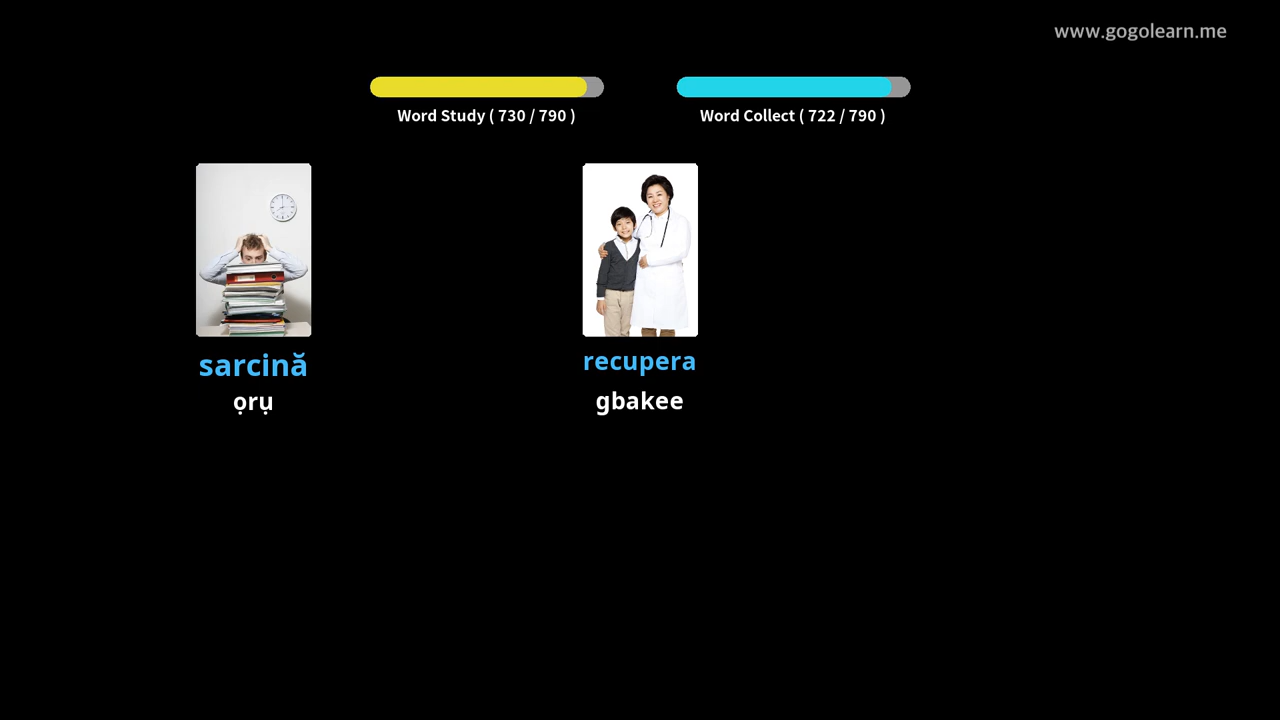 www.gogolearn.me
Word Study ( 730 / 790 )
Word Collect ( 722 / 790 )
sarcină
recupera
ọrụ
gbakee